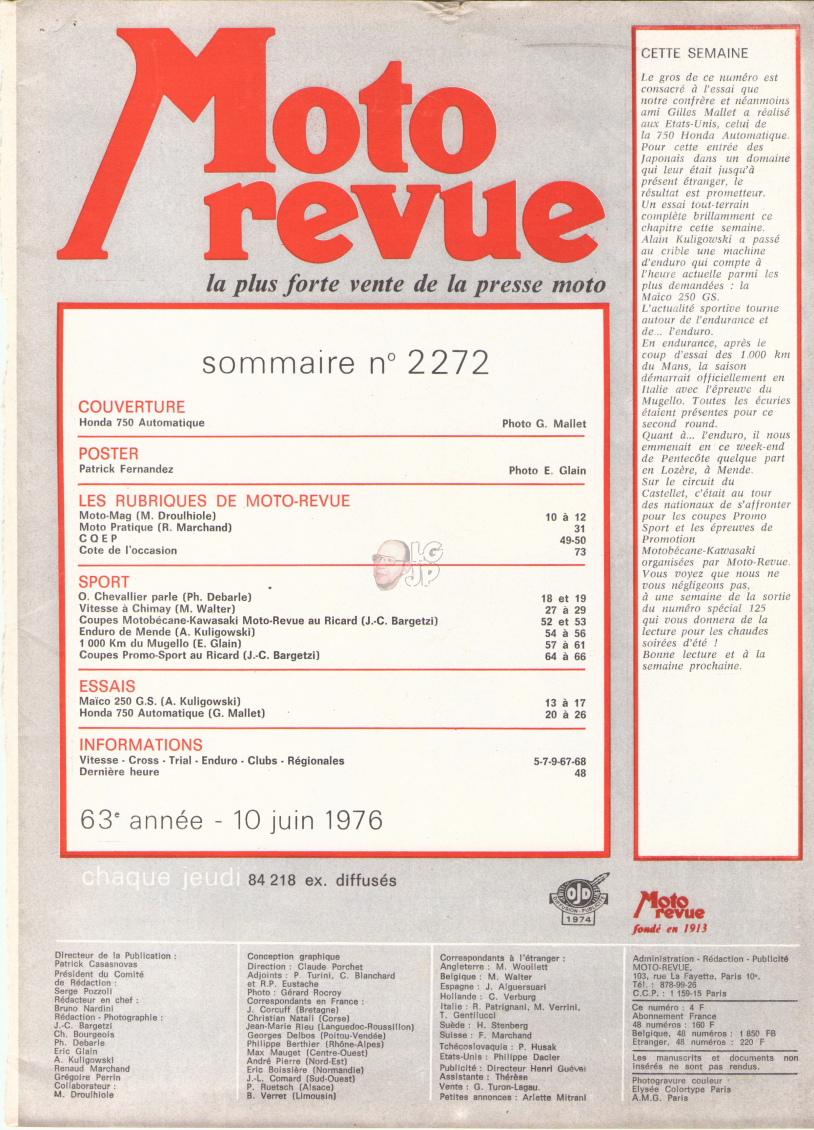 Moto
revue
la plus forte vente de la presse moto
sommaire n° 2272
COUVERTURE
Honda 750 Automatique Photo G. Mallet
POSTER
Patrick Fernandez Photo E. Glain
LES RUBRIQUES DE MOTO-REVUE
Moto-Mag (M. Droulhiole) 10 à 12
Moto Pratique (R. Marchand) 31
C Q E P 49-50
Cote de l'occasion 73
LGJP
SPORT
O. Chevallier parle (Ph. Debarle) 18 et 19
Vitesse à Chimay (M. Walter) 27 à 29
Coupes Motobécane-Kawasaki Moto-Revue au Ricard (J.-C. Bargetzi) 52 et 53
Enduro de Mende (A. Kuligowski) 54 à 56
1 000 Km du Mugello (E. Glain) 57 à 61
Coupes Promo-Sport au Ricard (J.-C. Bargetzi) 64 à 66
ESSAIS
Maïco 250 G.S. (A. Kuligowski) 13 à 17
Honda 750 Automatique (G. Mallet) 20 à 26
INFORMATIONS
Vitesse - Cross - Trial - Enduro - Clubs - Régionales 5-7-9-67-68
Dernière heure 48
63e année - 10 juin 1976
chaque jeudi 84 218 ex. diffusés
OJD
DIFFUSION - PUBLICITE
1974
CETTE SEMAINE
Le gros de ce numéro est
consacré à l'essai que
notre confrère et néanmoins
ami Gilles Mallet a réalisé
aux Etats-Unis, celui de
la 750 Honda Automatique.
Pour cette entrée des
Japonais dans un domaine
qui leur était jusqu'à
présent étranger, le
résultat est prometteur.
Un essai tout-terrain
complète brillamment ce
chapitre cette semaine.
Alain Kuligowski a passé
au crible une machine
d'enduro qui compte à
l'heure actuelle parmi les
plus demandées : la
Maico 250 GS.
L'actualité sportive tourne
autour de l'endurance et
de... l'enduro.
En endurance, après le
coup d'essai des 1.000 km
du Mans, la saison
démarrait officiellement en
Italie avec l'épreuve du
Mugello. Toutes les écuries
étaient présentes pour ce
second round.
Quant à... l'enduro, il nous
emmenait en ce week-end
de Pentecôte quelque part
en Lozère, à Mende.
Sur le circuit du
Castellet, c'était au tour
des nationaux de s'affronter
pour les coupes Promo
Sport et les épreuves de
Promotion
Motobécane-Kawasaki
organisées par Moto-Revue.
Vous voyez que nous ne
vous négligeons pas,
à une semaine de la sortie
du numéro spécial 125
qui vous donnera de la
lecture pour les chaudes
soirées d'été !
Bonne lecture et à la
semaine prochaine.
Moto
revue
fondé en 1913
Directeur de la Publication :
Patrick Casasnovas
Président du Comité
de Rédaction :
Serge Pozzoli
Rédacteur en chef :
Bruno Nardini
Rédaction - Photographie :
J.-C. Bargetzi
Ch. Bourgeois
Ph. Debarle
Eric Glain
A. Kuligowski
Renaud Marchand
Grégoire Perrin
Collaborateur :
M. Droulhiole
Conception graphique
Direction : Claude Porchet
Adjoints : P. Turini, C. Blanchard
et R.P. Eustache
Photo : Gérard Rocroy
Correspondants en France :
J. Corcuff (Bretagne)
Christian Natali (Corse)
Jean-Marie Rieu (Languedoc-Roussillon)
Georges Delbos (Poitou-Vendée)
Philippe Berthier (Rhône-Alpes)
Max Mauget (Centre-Ouest)
André Pierre (Nord-Est)
Eric Boissière (Normandie)
J.-L. Comard (Sud-Ouest)
P. Ruetsch (Alsace)
B. Verret (Limousin)
Correspondants à l'étranger :
Angleterre : M. Woollett
Belgique : M. Walter
Espagne : J. Alguersuari
Hollande : C. Verburg
Italie : R. Patrignani, M. Verrini,
T. Gentilucci
Suède : H. Stenberg
Suisse : F. Marchand
Tchécoslovaquie : P. Husak
Etats-Unis : Philippe Dacler
Publicité : Directeur Henri Guével
Assistante : Thérèse
Vente : G. Turon-Lagau.
Petites annonces : Arlette Mitrani
Administration - Rédaction - Publicité
MOTO-REVUE,
103, rue La Fayette, Paris 10e.
Tél. : 878-99-26
C.C.P. : 1 159-15 Paris
Ce numéro : 4 F
Abonnement France
48 numéros : 160 F
Belgique, 48 numéros : 1 850 FB
Etranger, 48 numéros : 220 F
Les manuscrits et documents non
insérés ne sont pas rendus.
Photogravure couleur :
Elysée Colortype Paris
A.M.G. Paris